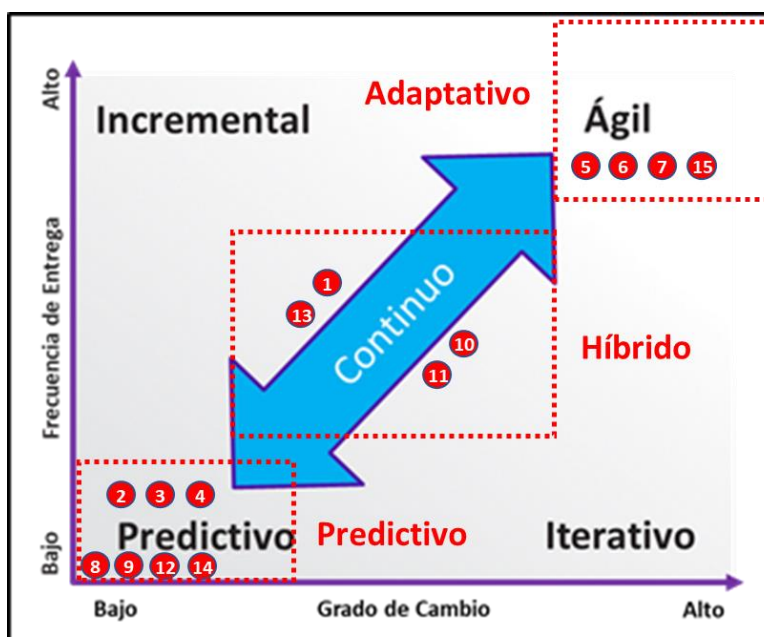 Alto
Adaptativo
Incremental
Ágil
5 6 7 15
Frecuencia de Entrega
1
13
Continuo
10
11
Híbrido
2 3 4
Predictivo
Predictivo
Iterativo
Bajo
8 9 12 14
Bajo
Grado de Cambio
Alto